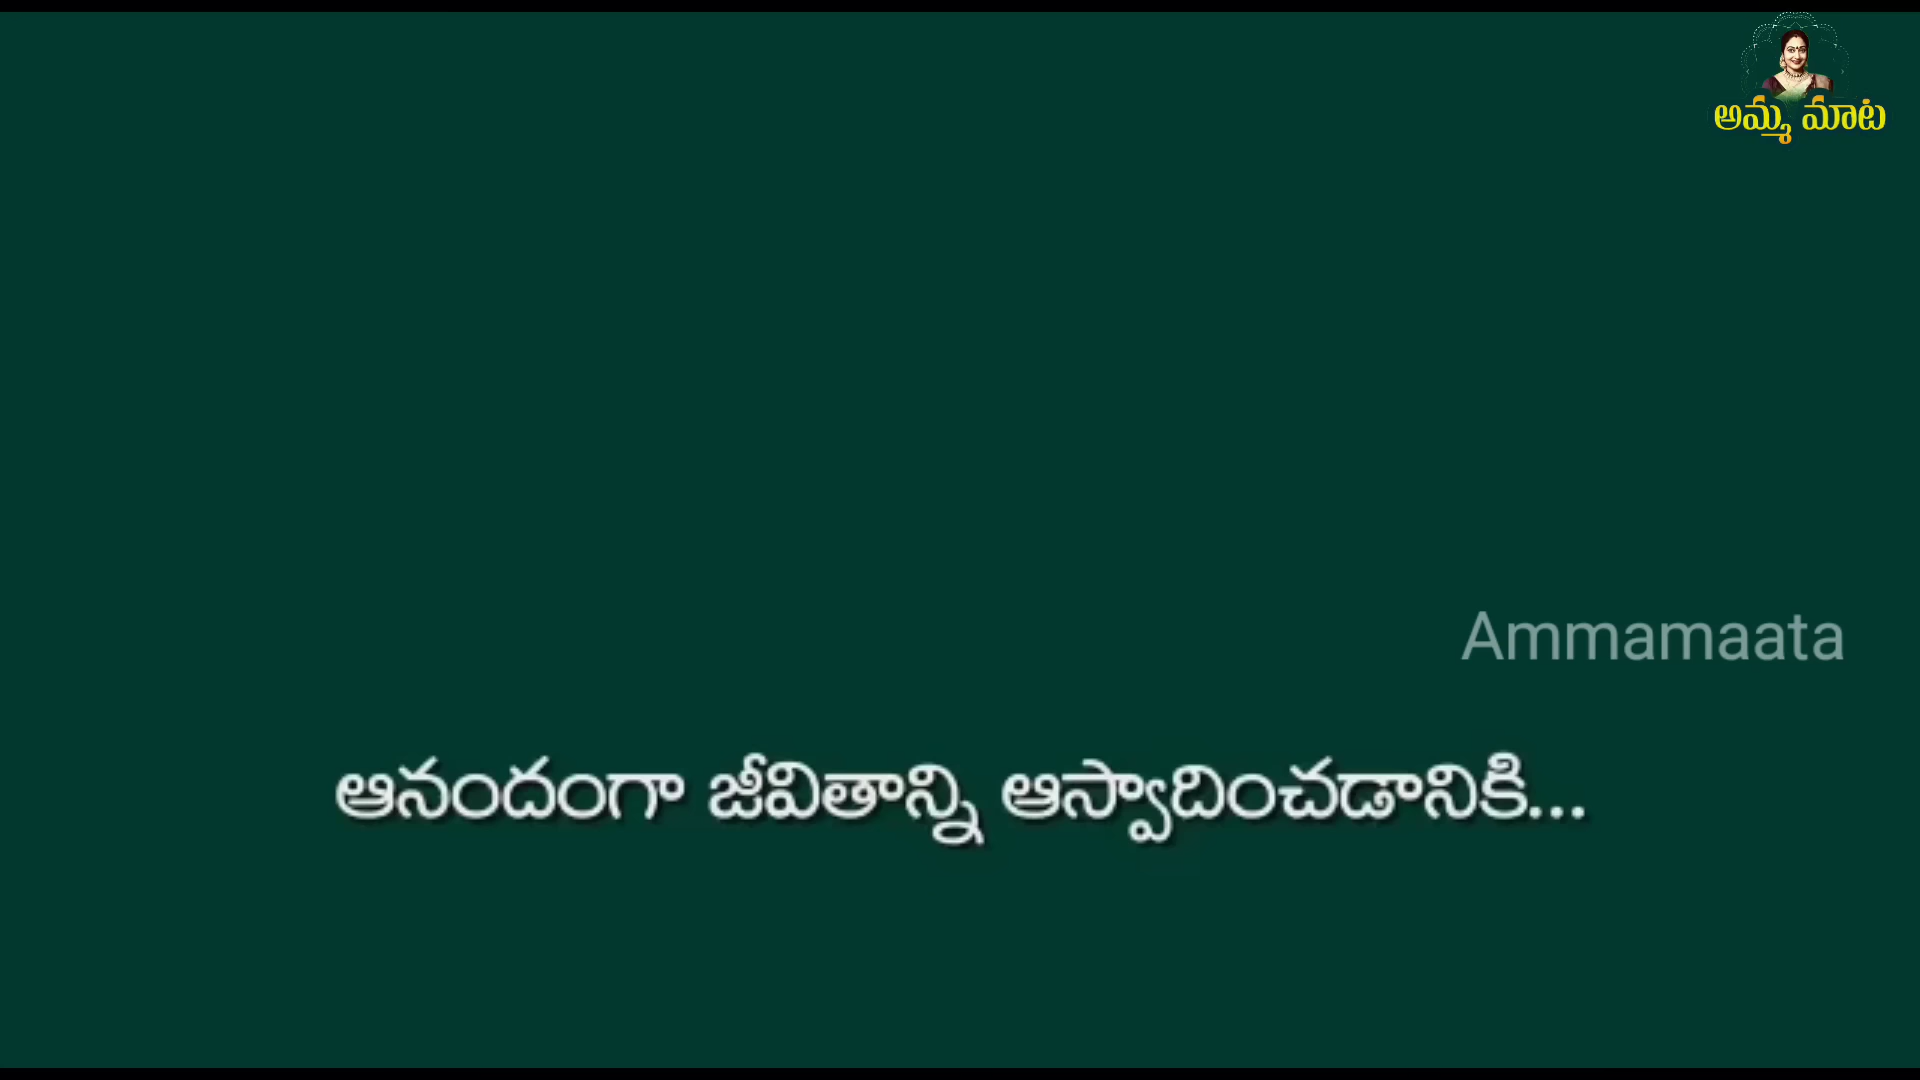 అమ్మ మాట
Ammamaata
ఆనందంగా జీవితాన్ని ఆస్వాదించడానికి...